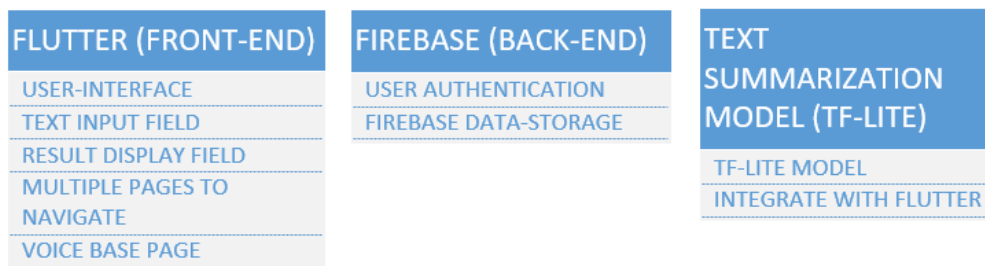 FLUTTER (FRONT-END)
USER-INTERFACE
TEXT INPUT FIELD
RESULT DISPLAY FIELD
MULTIPLE PAGES TO
NAVIGATE
VOICE BASE PAGE
FIREBASE (BACK-END)
USER AUTHENTICATION
FIREBASE DATA-STORAGE
TEXT
SUMMARIZATION
MODEL (TF-LITE)
TF-LITE MODEL
INTEGRATE WITH FLUTTER